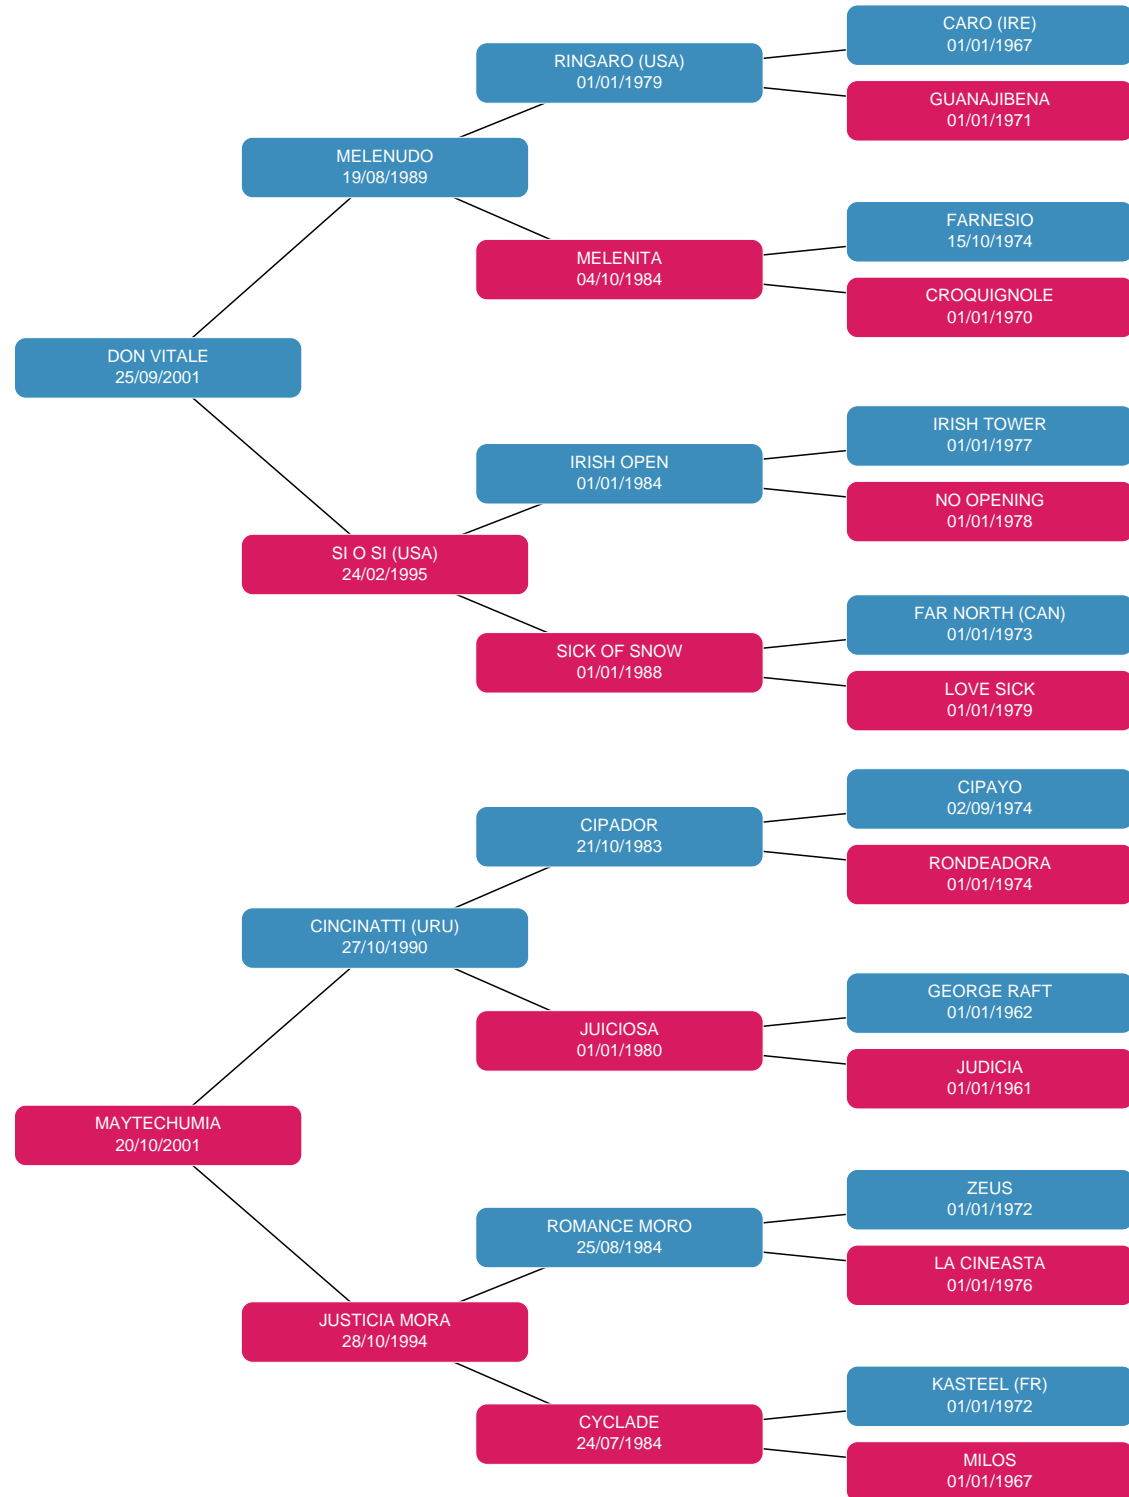 CARO (IRE)
01/01/1967
RINGARO (USA)
01/01/1979
GUANAJIBENA
01/01/1971
MELENUDO
19/08/1989
FARNESIO
15/10/1974
MELENITA
04/10/1984
CROQUIGNOLE
01/01/1970
DON VITALE
25/09/2001
IRISH TOWER
01/01/1977
IRISH OPEN
01/01/1984
NO OPENING
01/01/1978
SI O SI (USA)
24/02/1995
FAR NORTH (CAN)
01/01/1973
SICK OF SNOW
01/01/1988
LOVE SICK
01/01/1979
CIPAYO
02/09/1974
CIPADOR
21/10/1983
RONDEADORA
01/01/1974
CINCINATTI (URU)
27/10/1990
GEORGE RAFT
01/01/1962
JUICIOSA
01/01/1980
JUDICIA
01/01/1961
MAYTECHUMIA
20/10/2001
ZEUS
01/01/1972
ROMANCE MORO
25/08/1984
LA CINEASTA
01/01/1976
JUSTICIA MORA
28/10/1994
KASTEEL (FR)
01/01/1972
CYCLADE
24/07/1984
MILOS
01/01/1967